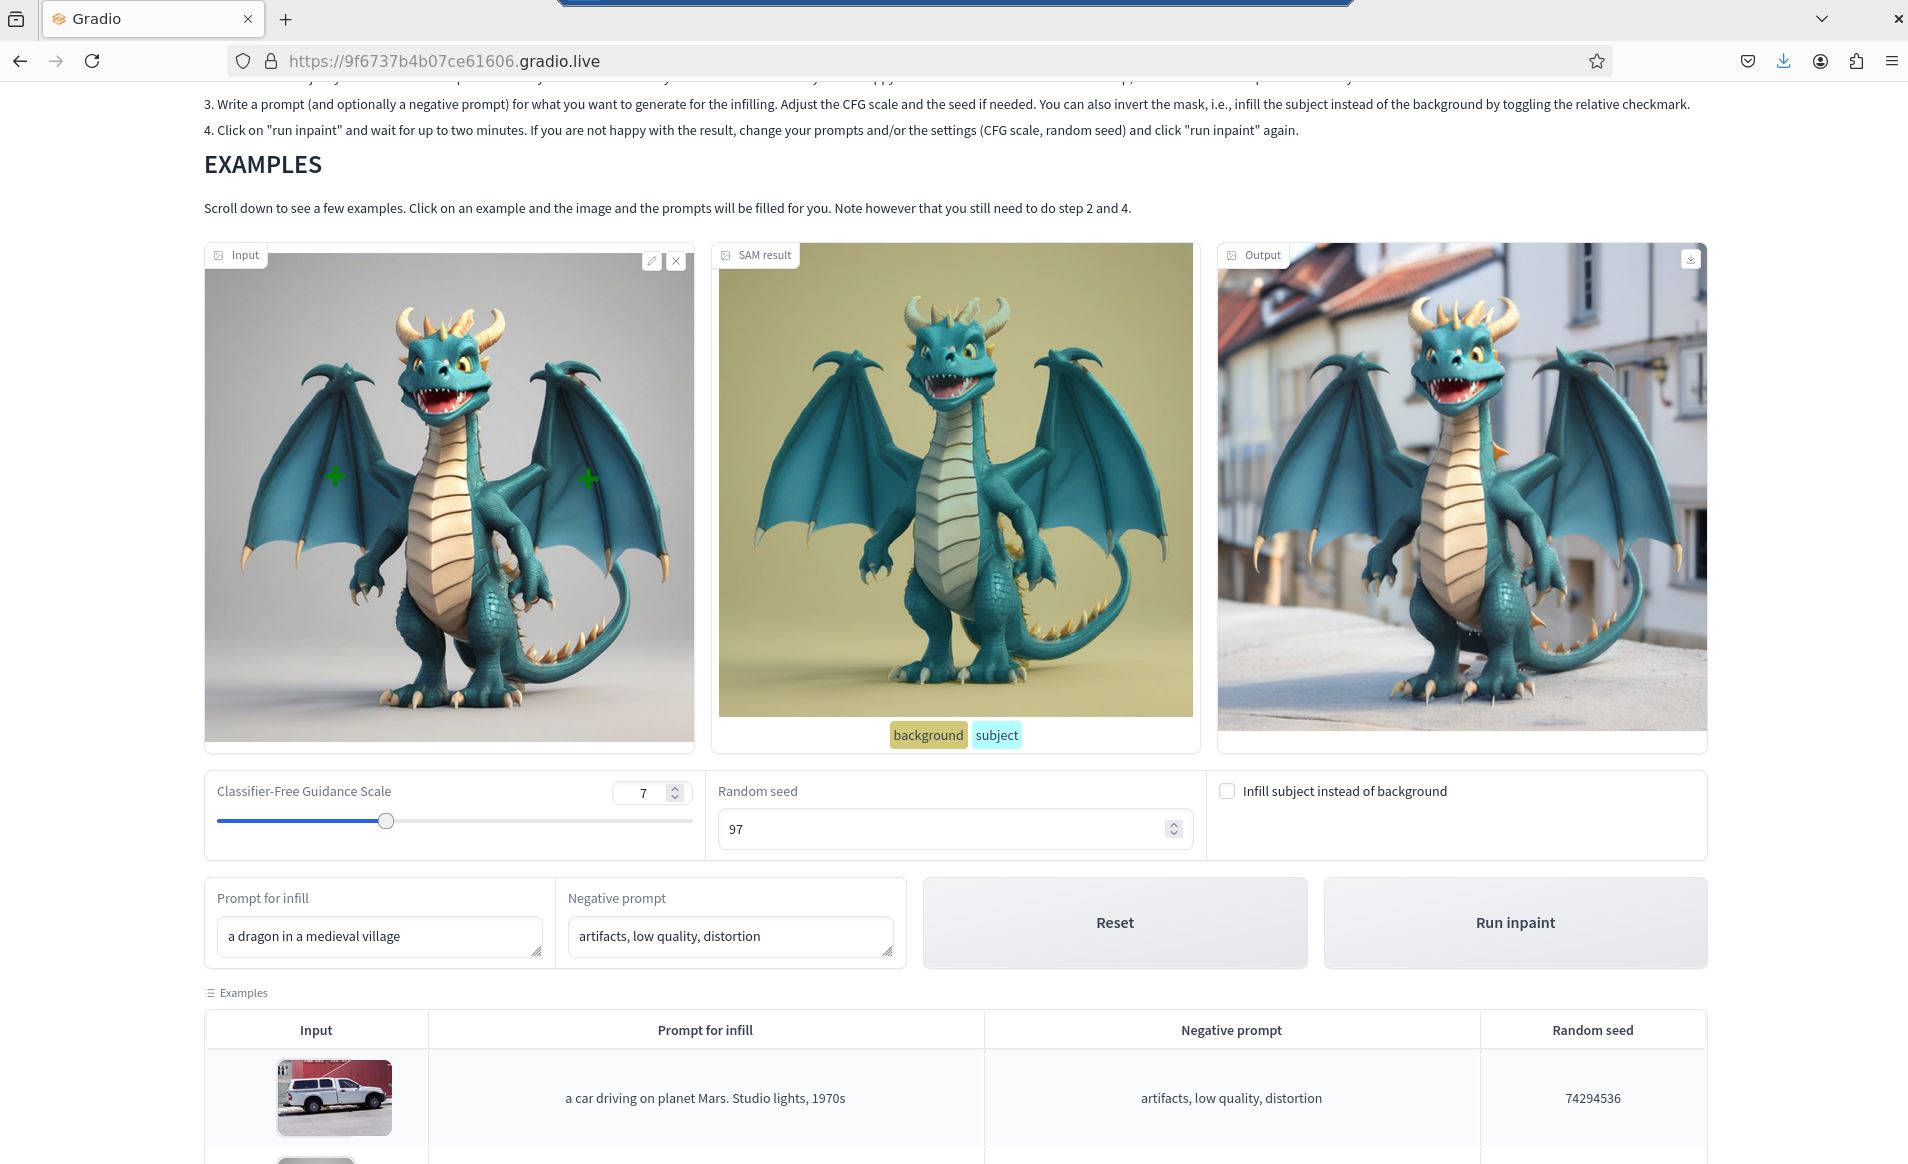 Gradio
https://9f6737b4b07ce61606.gradio.live
3. Write a prompt (and optionally a negative prompt) for what you want to generate for the infilling. Adjust the CFG scale and the seed if needed. You can also invert the mask, i.e., infill the subject instead of the background by toggling the relative checkmark.
4. Click on "run inpaint" and wait for up to two minutes. If you are not happy with the result, change your prompts and/or the settings (CFG scale, random seed) and click "run inpaint" again.
EXAMPLES
Scroll down to see a few examples. Click on an example and the image and the prompts will be filled for you. Note however that you still need to do step 2 and 4.
Input
SAM result
Output
background subject
Classifier-Free Guidance Scale
7
Random seed
97
Infill subject instead of background
Prompt for infill
a dragon in a medieval village
Negative prompt
artifacts, low quality, distortion
Reset
Run inpaint
Examples
Input Prompt for infill Negative prompt Random seed
a car driving on planet Mars. Studio lights, 1970s artifacts, low quality, distortion 74294536